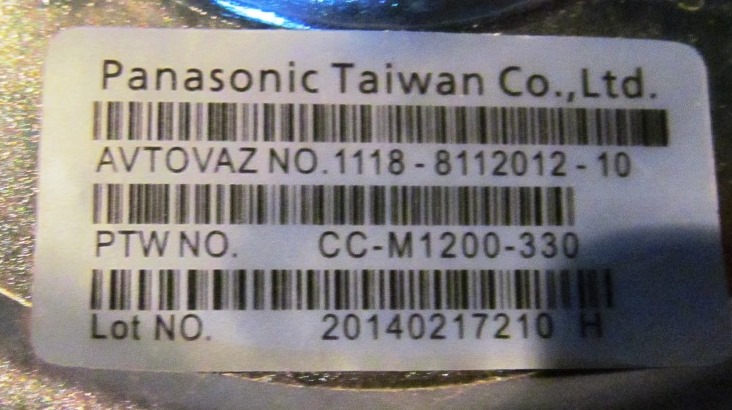 Panasonic Taiwan Co.,Ltd.
AVTOVAZ NO.1118 - 8112012 - 10
PTW NO. CC-M1200-330
Lot NO. 20140217210 H